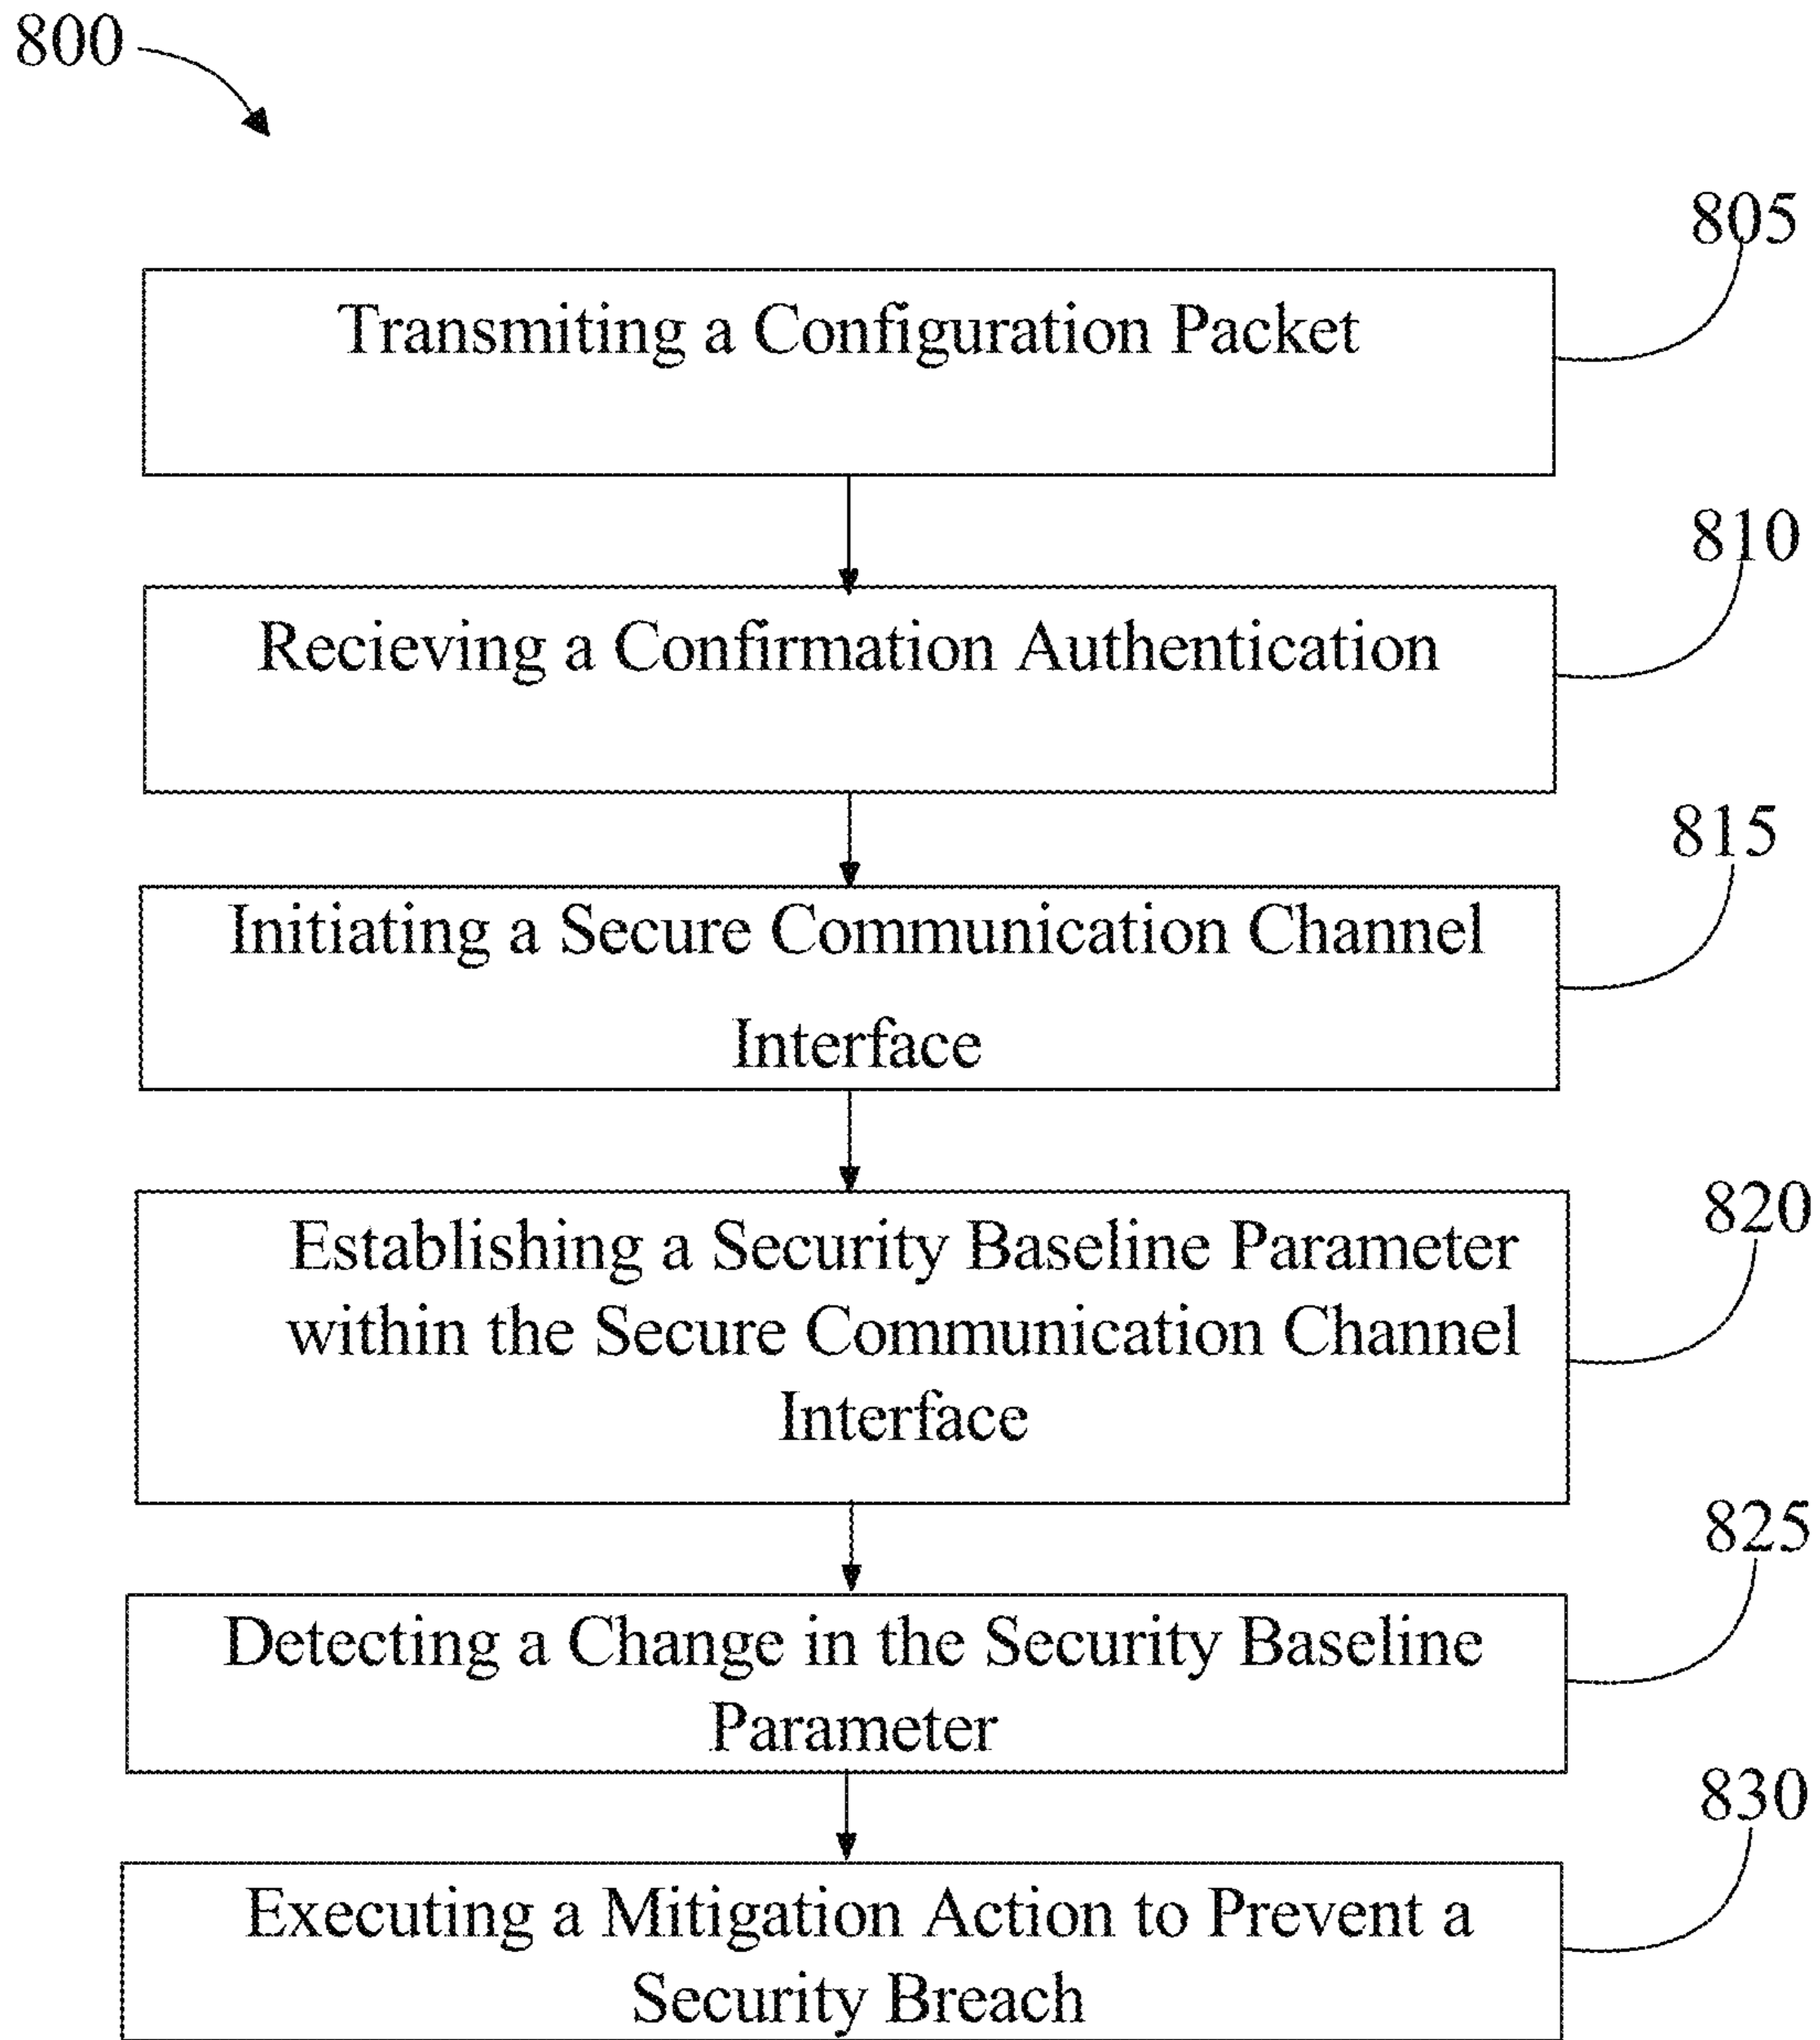 800
805
Transmiting a Configuration Packet
810
Recieving a Confirmation Authentication
815
Initiating a Secure Communication Channel
Interface
820
Establishing a Security Baseline Parameter
within the Secure Communication Channel
Interface
825
Detecting a Change in the Security Baseline
Parameter
830
Executing a Mitigation Action to Prevent a
Security Breach